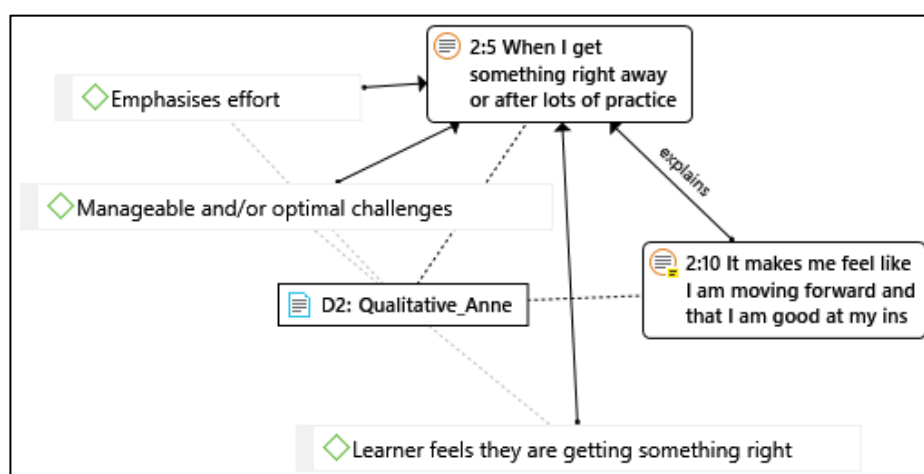 2:5 When I get
something right away
or after lots of practice
Emphasises effort
explains
Manageable and/or optimal challenges
2:10 It makes me feel like
I am moving forward and
that I am good at my ins
D2: Qualitative_Anne
Learner feels they are getting something right